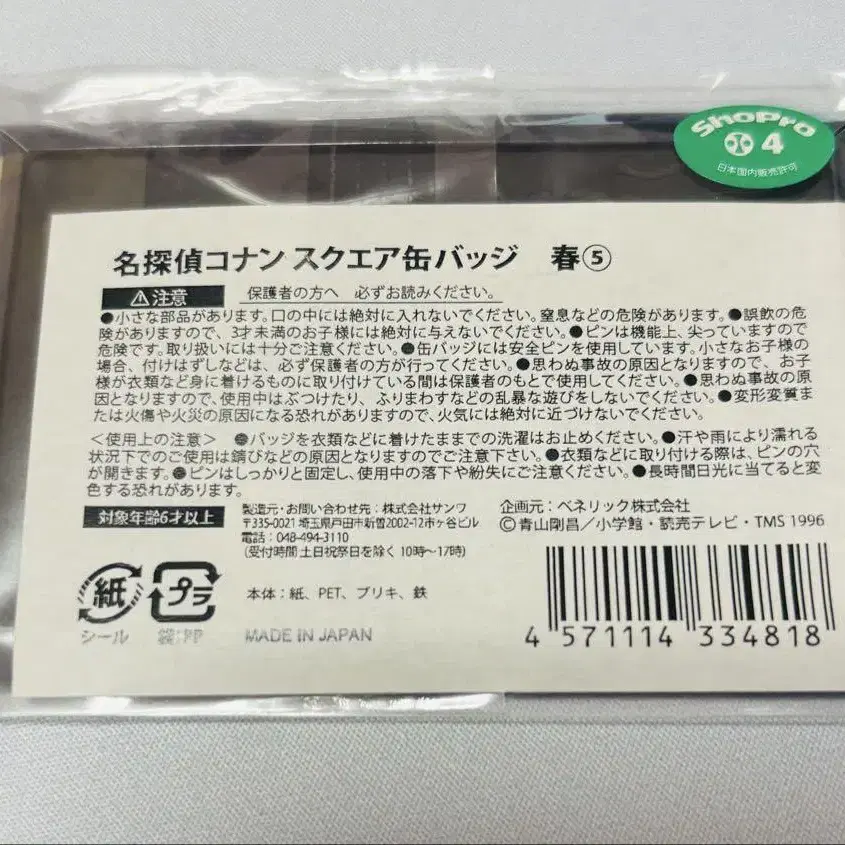 ShoPro
4
日本国内販売許可
名探偵コナン スクエア缶バッジ 春⑤
⚠注意 保護者の方へ 必ずお読みください。
●小さな部品があります。口の中には絶対に入れないでください。窒息などの危険があります。●誤飲の危
険がありますので、3才未満のお子様には絶対に与えないでください。●ピンは機能上、尖っていますので
危険です。取り扱いには十分ご注意ください。●缶バッジには安全ピンを使用しています。小さなお子様の
場合、付けはずしなどは、必ず保護者の方が行ってください。●思わぬ事故の原因となりますので、お子
様が衣類など身に着けるものに取り付けている間は保護者のもとで使用してください。●思わぬ事故の原
因となりますので、使用中はぶつけたり、ふりまわすなどの乱暴な遊びをしないでください。●変形変質ま
たは火傷や火災の原因になる恐れがありますので、火気には絶対に近づけないでください。
＜使用上の注意＞ ●バッジを衣類などに着けたままでの洗濯はお止めください。●汗や雨により濡れる
状況下でのご使用は錆びなどの原因となりますのでご注意下さい。●衣類などに取り付ける際は、ピンの穴
が開きます。●ピンはしっかりと固定し、使用中の落下や紛失にご注意ください。●長時間日光に当てると変
色する恐れがあります。
対象年齢6才以上
製造元・お問い合わせ先：株式会社サンワ
〒335-0021 埼玉県戸田市新曽2002-12市ヶ谷ビル
電話：048-494-3110
(受付時間 土日祝祭日を除く 10時〜17時)
企画元：ベネリック株式会社
©青山剛昌／小学館・読売テレビ・TMS 1996
紙
シール
プラ
袋:PP
本体：紙、PET、ブリキ、鉄
MADE IN JAPAN
4 571114 334818